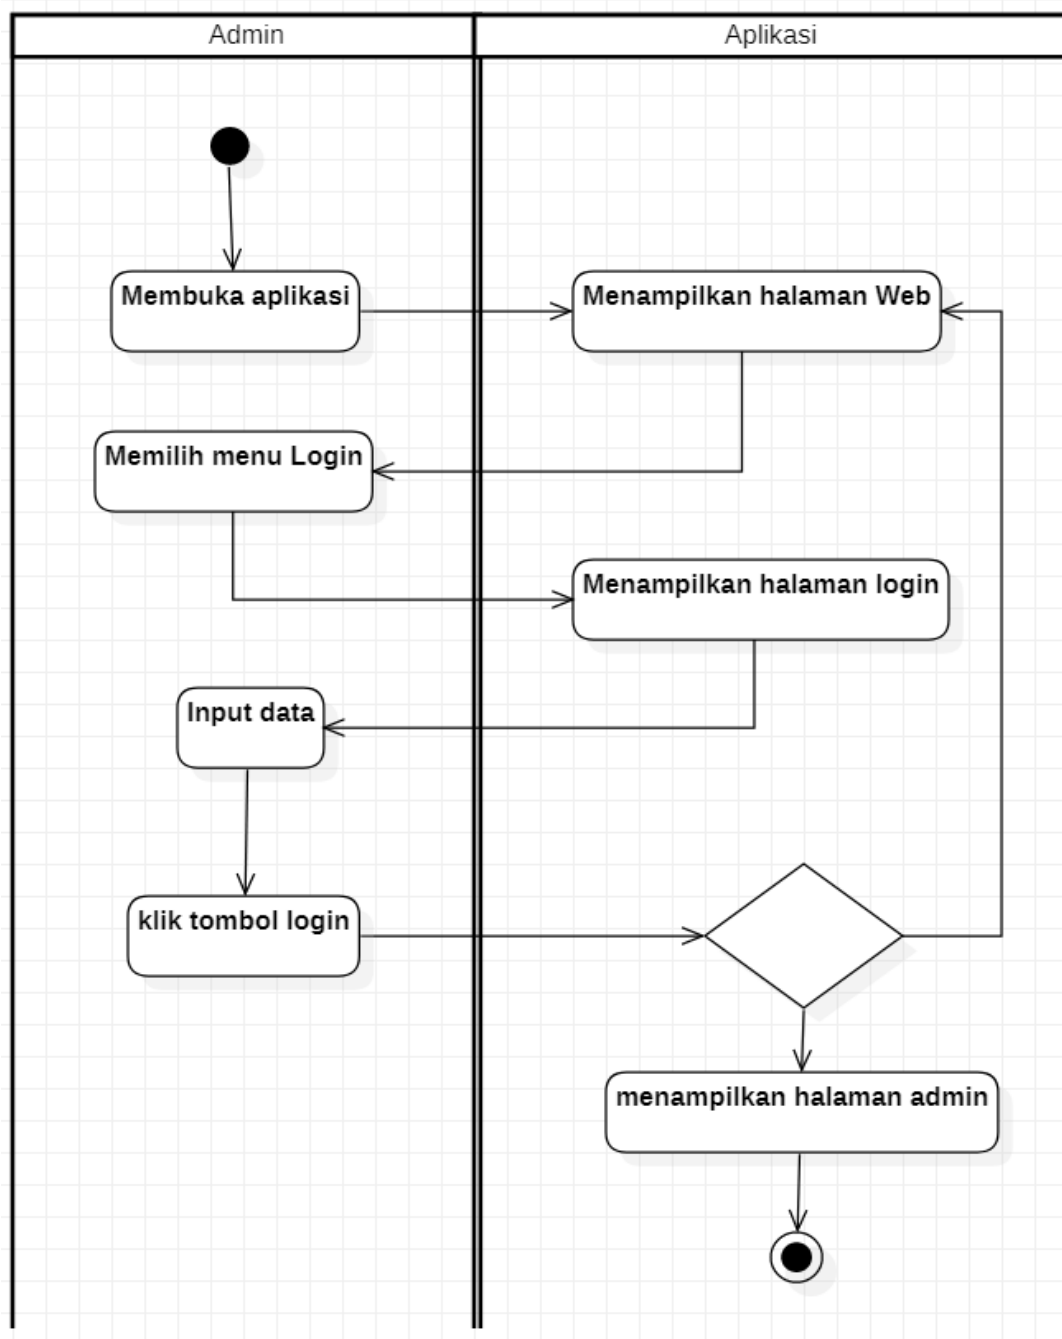 Admin
Aplikasi
Membuka aplikasi
Menampilkan halaman Web
Memilih menu Login
Menampilkan halaman login
Input data
klik tombol login
menampilkan halaman admin